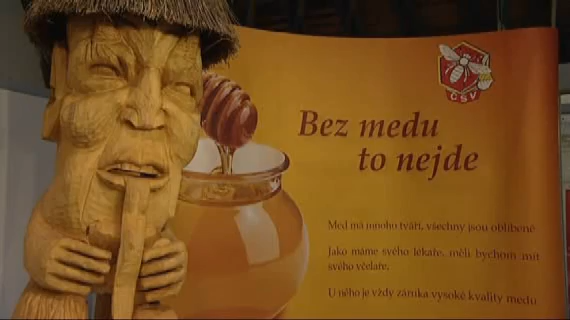 ČSV
Bez medu
to nejde
Med má mnoho tváří, všechny jsou oblíbené
Jako máme svého lékaře, měli bychom mít
svého včelaře,
U něho je vždy záruka vysoké kvality medu